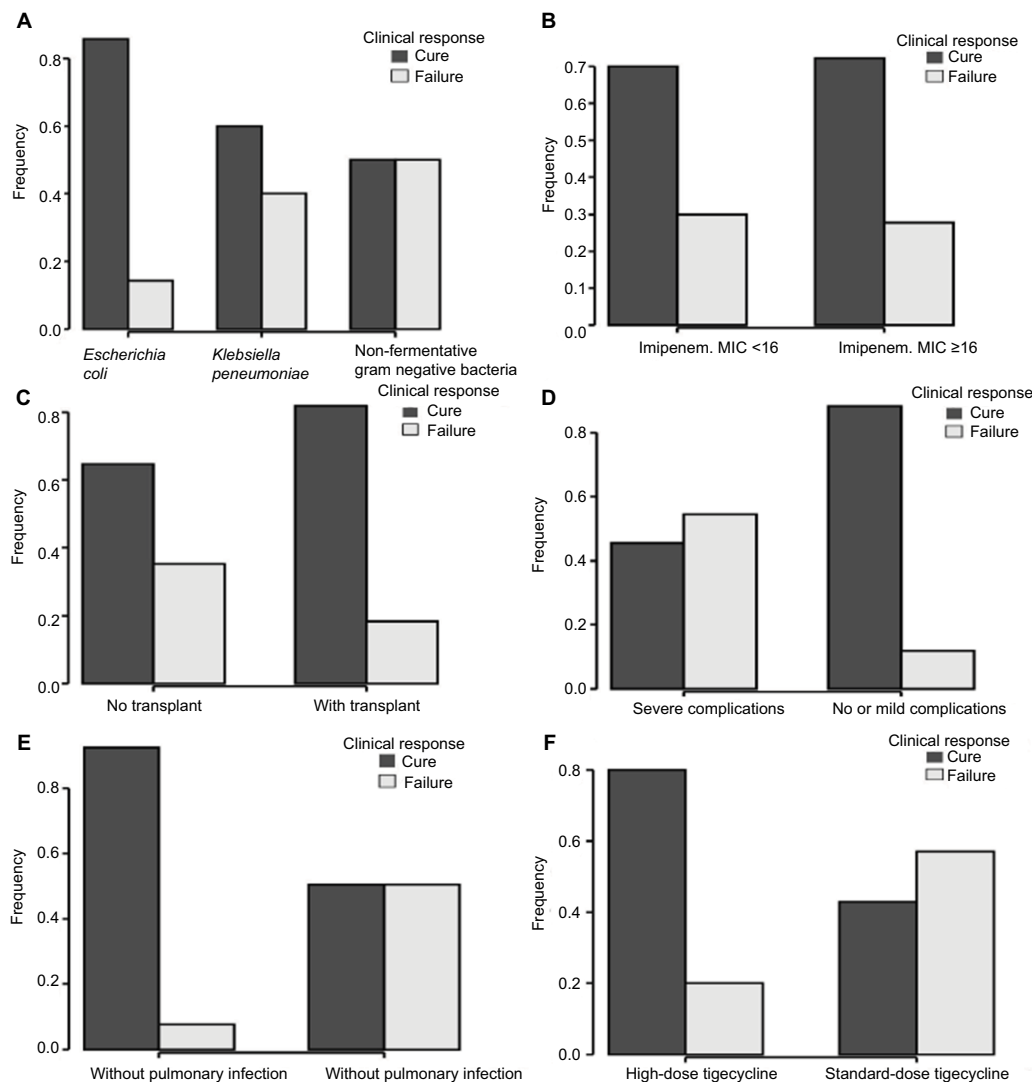 A
Clinical response
Cure
Failure
Frequency
0.8
0.6
0.4
0.2
0.0
Escherichia
coli
Klebsiella
peneumoniae
Non-fermentative
gram negative bacteria
B
Clinical response
Cure
Failure
Frequency
0.7
0.6
0.5
0.4
0.3
0.2
0.1
0.0
Imipenem. MIC <16
Imipenem. MIC ≥16
C
Clinical response
Cure
Failure
Frequency
0.8
0.6
0.4
0.2
0.0
No transplant
With transplant
D
Clinical response
Cure
Failure
Frequency
0.8
0.6
0.4
0.2
0.0
Severe complications
No or mild complications
E
Clinical response
Cure
Failure
Frequency
0.8
0.6
0.4
0.2
0.0
Without pulmonary infection
Without pulmonary infection
F
Clinical response
Cure
Failure
Frequency
0.8
0.6
0.4
0.2
0.0
High-dose tigecycline
Standard-dose tigecycline